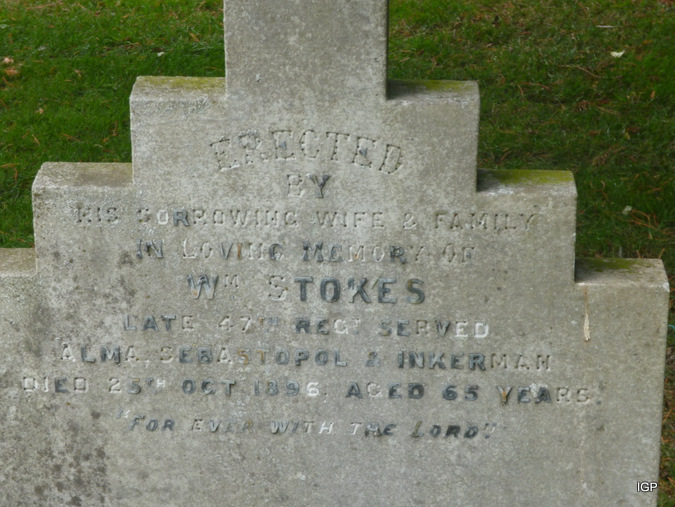 ERECTED
BY
HIS SORROWING WIFE & FAMILY
IN LOVING MEMORY OF
WM STOKES
LATE 47TH REGT SERVED
ALMA, SEBASTOPOL & INKERMAN
DIED 25TH OCT. 1896, AGED 65 YEARS.
"FOR EVER WITH THE LORD."
IGP